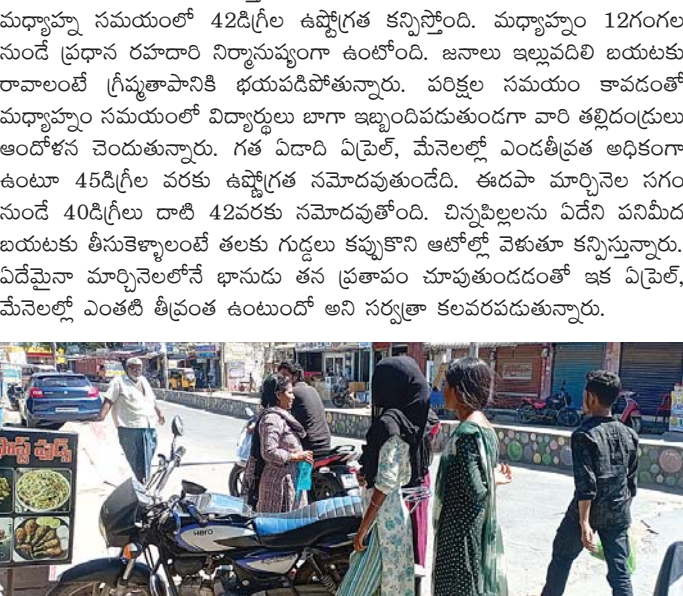 మధ్యాహ్న సమయంలో 42డిగ్రీల ఉష్టోగ్రత కన్పిస్తోంది. మధ్యాహ్నం 12గంగల
నుండే ప్రధాన రహదారి నిర్మానుష్యంగా ఉంటోంది. జనాలు ఇల్లువదిలి బయటకు
రావాలంటే గ్రీష్మతాపానికి భయపడిపోతున్నారు. పరిక్షల సమయం కావడంతో
మధ్యాహ్నం సమయంలో విద్యార్థులు బాగా ఇబ్బందిపడుతుండగా వారి తల్లిదండ్రులు
ఆందోళన చెందుతున్నారు. గత ఏడాది ఏప్రెల్, మేనెలల్లో ఎండతీవ్రత అధికంగా
ఉంటూ 45డిగ్రీల వరకు ఉష్ణోగ్రత నమోదవుతుండేది. ఈదపా మార్చినెల సగం
నుండే 40డిగ్రీలు దాటి 42వరకు నమోదవుతోంది. చిన్నపిల్లలను ఏదేని పనిమీద
బయటకు తీసుకెళ్ళాలంటే తలకు గుడ్డలు కప్పుకొని ఆటోల్లో వెళుతూ కన్పిస్తున్నారు.
ఏదేమైనా మార్చినెలలోనే భానుడు తన ప్రతాపం చూపుతుండడంతో ఇక ఏప్రెల్,
మేనెలల్లో ఎంతటి తీవ్రంత ఉంటుందో అని సర్వత్రా కలవరపడుతున్నారు.
ఫాస్ట్ ఫుడ్స్
Hero